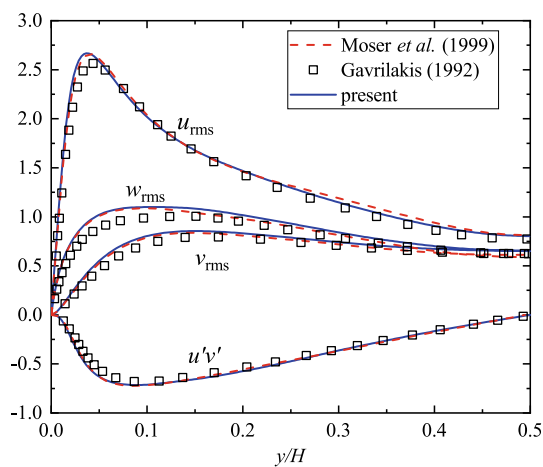 3.0
2.5
2.0
1.5
1.0
0.5
0.0
-0.5
-1.0
Moser et al. (1999)
Gavrilakis (1992)
present
u_rms
w_rms
v_rms
u'v'
0.0 0.1 0.2 0.3 0.4 0.5
y/H